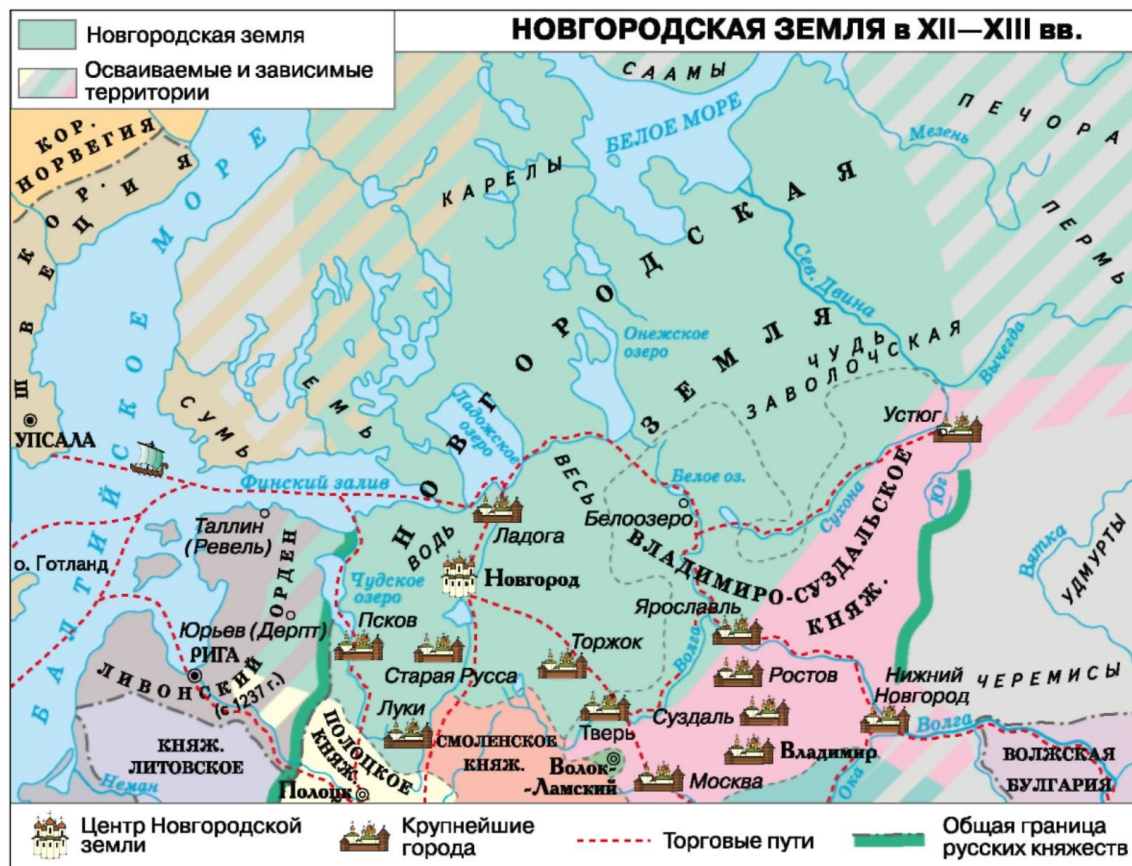 НОВГОРОДСКАЯ ЗЕМЛЯ в XII—XIII вв.
Новгородская земля
Осваиваемые и зависимые
территории
КОР.
НОРВЕГИЯ
КОР. ШВЕЦИЯ
БАЛТИЙСКОЕ МОРЕ
СААМЫ
БЕЛОЕ МОРЕ
ПЕЧОРА
Мезень
КАРЕЛЫ
ПЕРМЬ
НОВГОРОДСКАЯ
ЗЕМЛЯ
Сев. Двина
Онежское
озеро
ЧУДЬ
ЗАВОЛОЧСКАЯ
Вычегда
СУМЬ
ЕМЬ
Ладожское
озеро
Устюг
УПСАЛА
Финский залив
ВЕСЬ
Белое оз.
Белоозеро
Сухона
Юг
Таллин
(Ревель)
ВОДЬ
Ладога
о. Готланд
Чудское
озеро
Новгород
ВЛАДИМИРО-СУЗДАЛЬСКОЕ
КНЯЖ.
Вятка
УДМУРТЫ
Юрьев (Дерпт)
Псков
Ярославль
РИГА
Старая Русса
Торжок
Волга
Ростов
Нижний
Новгород
ЧЕРЕМИСЫ
ЛИВОНСКИЙ ОРДЕН
(с 1237 г.)
Луки
Тверь
Суздаль
Волга
КНЯЖ.
ЛИТОВСКОЕ
ПОЛОЦКОЕ
КНЯЖ.
СМОЛЕНСКОЕ
КНЯЖ.
Волок-
-Ламский
Владимир
ВОЛЖСКАЯ
БУЛГАРИЯ
Неман
Полоцк
Москва
Ока
Центр Новгородской
земли
Крупнейшие
города
Торговые пути
Общая граница
русских княжеств